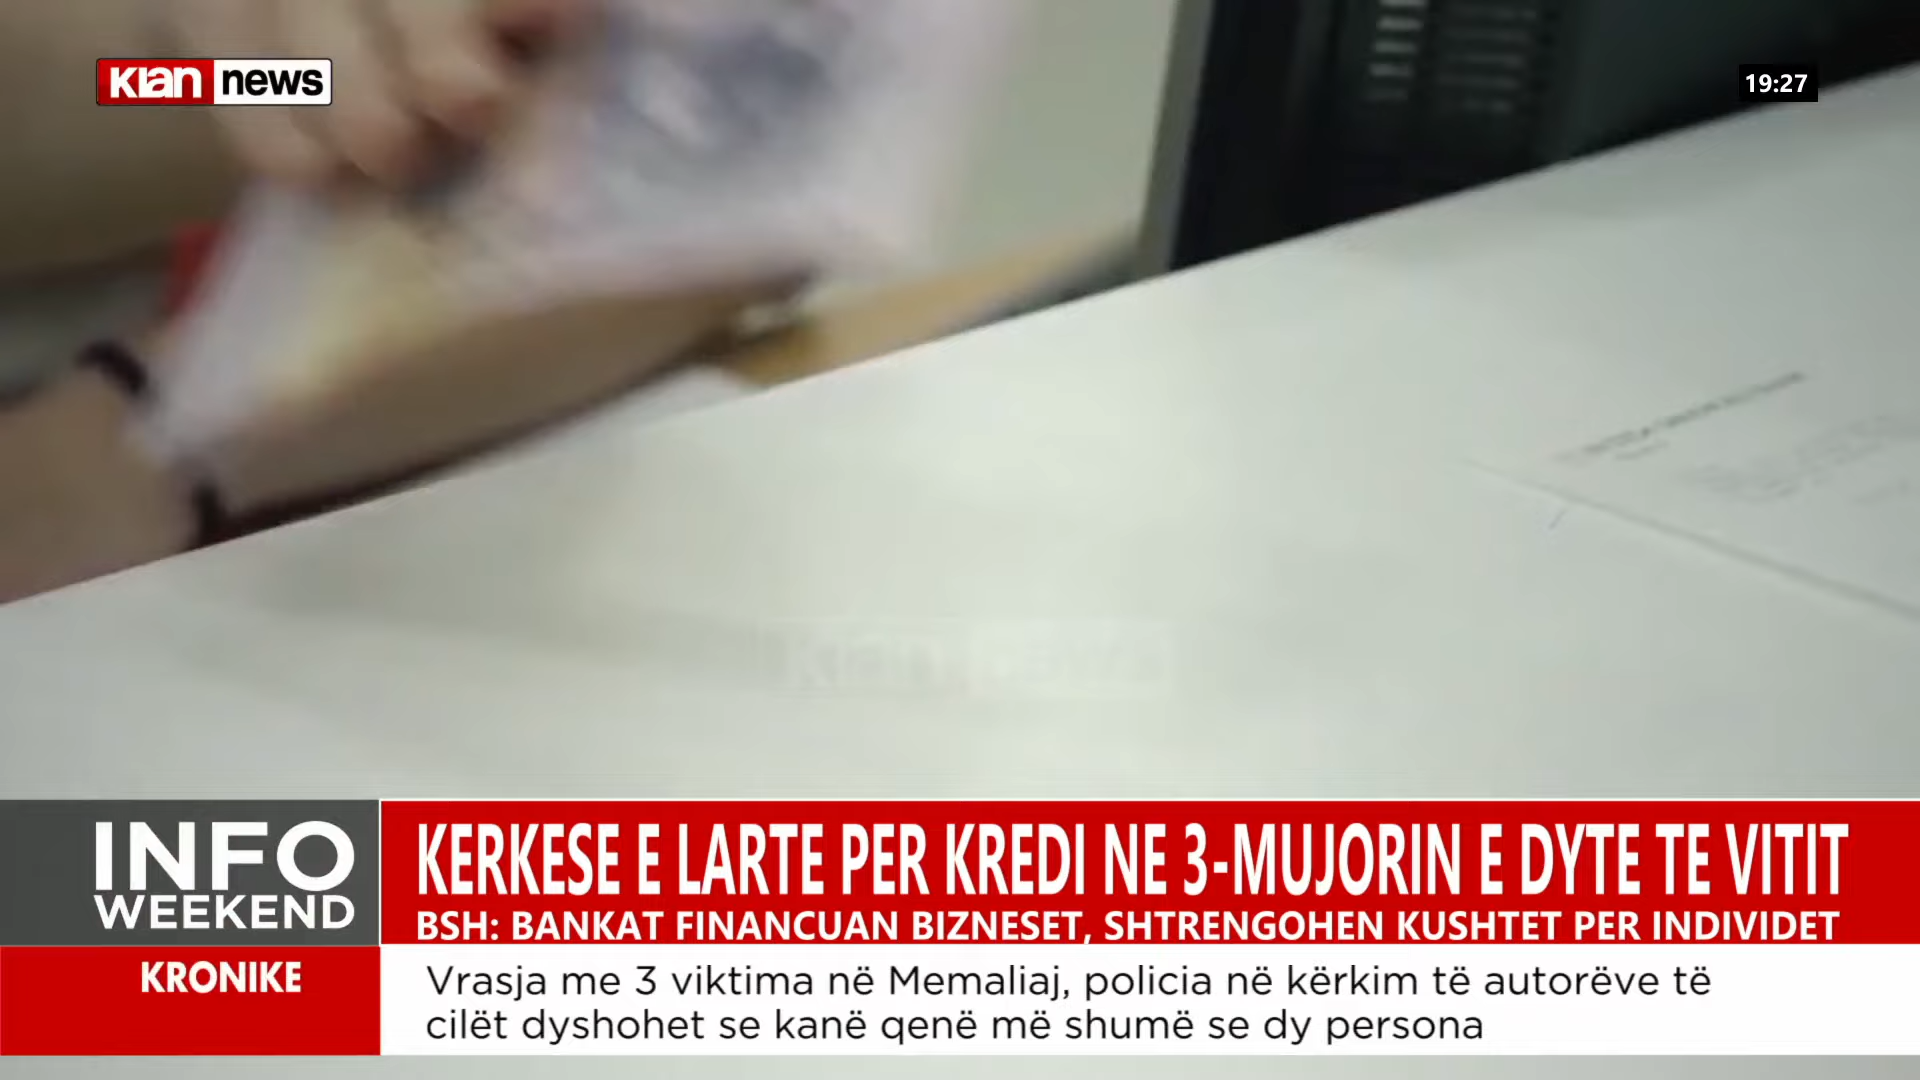 klan news
19:27
INFO
WEEKEND
KERKESE E LARTE PER KREDI NE 3-MUJORIN E DYTE TE VITIT
BSH: BANKAT FINANCUAN BIZNESET, SHTRENGOHEN KUSHTET PER INDIVIDET
KRONIKE
Vrasja me 3 viktima në Memaliaj, policia në kërkim të autorëve të
cilët dyshohet se kanë qenë më shumë se dy persona